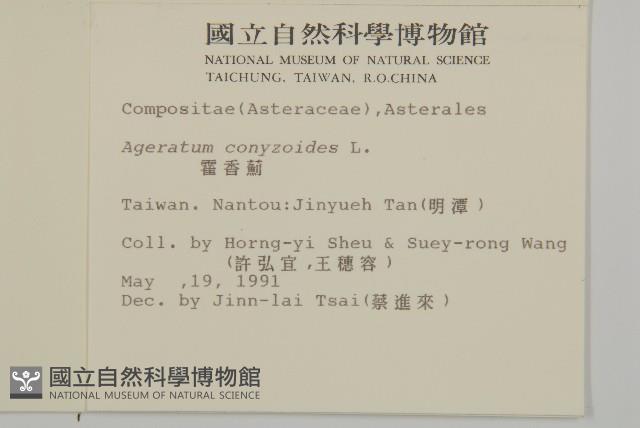 國立自然科學博物館
NATIONAL MUSEUM OF NATURAL SCIENCE
TAICHUNG, TAIWAN, R.O.CHINA
Compositae(Asteraceae),Asterales
Ageratum conyzoides L.
霍香薊
Taiwan. Nantou:Jinyueh Tan(明潭)
Coll. by Horng-yi Sheu & Suey-rong Wang
(許弘宜,王穗容)
May ,19, 1991
Dec. by Jinn-lai Tsai(蔡進來)
國立自然科學博物館
NATIONAL MUSEUM OF NATURAL SCIENCE